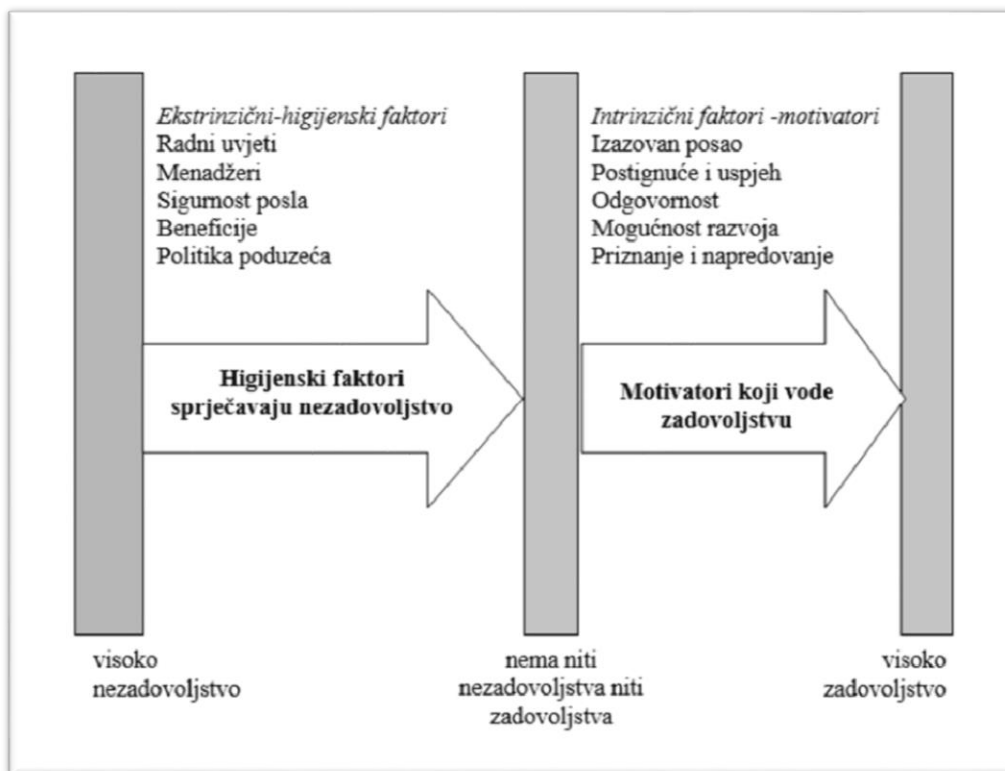 Ekstrinzični-higijenski faktori
Radni uvjeti
Menadžeri
Sigurnost posla
Beneficije
Politika poduzeća
Intrinzični faktori -motivatori
Izazovan posao
Postignuće i uspjeh
Odgovornost
Mogućnost razvoja
Priznanje i napredovanje
Higijenski faktori
sprječavaju nezadovoljstvo
Motivatori koji vode
zadovoljstvu
visoko
nezadovoljstvo
nema niti
nezadovoljstva niti
zadovoljstva
visoko
zadovoljstvo